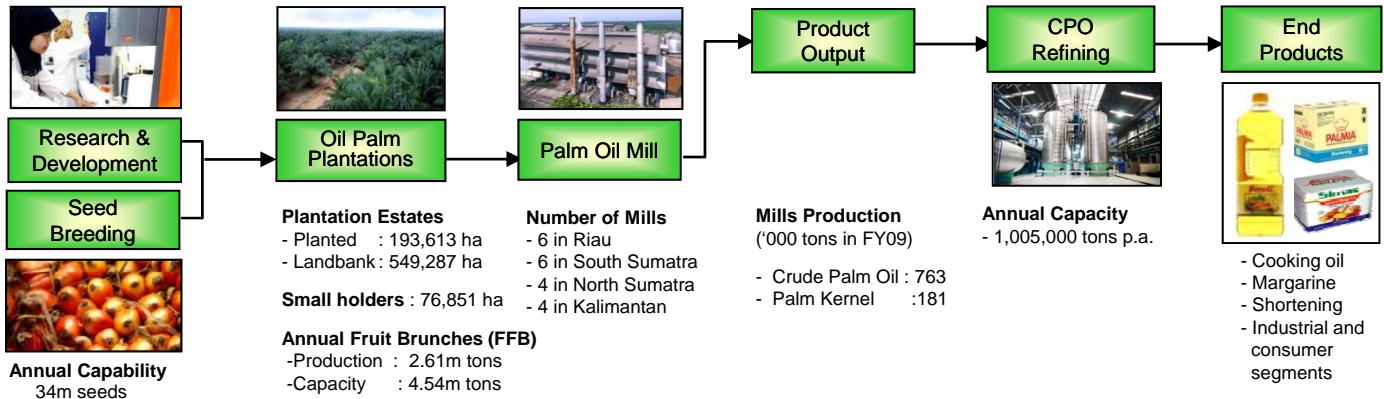 Research &
Development
Seed
Breeding
Annual Capability
34m seeds
Oil Palm
Plantations
Plantation Estates
- Planted : 193,613 ha
- Landbank : 549,287 ha
Small holders : 76,851 ha
Annual Fruit Brunches (FFB)
-Production : 2.61m tons
-Capacity : 4.54m tons
Palm Oil Mill
Number of Mills
- 6 in Riau
- 6 in South Sumatra
- 4 in North Sumatra
- 4 in Kalimantan
Product
Output
Mills Production
('000 tons in FY09)
- Crude Palm Oil : 763
- Palm Kernel :181
CPO
Refining
Annual Capacity
- 1,005,000 tons p.a.
End
Products
PALMIA
Shortening
Bimoli
Simas
- Cooking oil
- Margarine
- Shortening
- Industrial and
consumer
segments